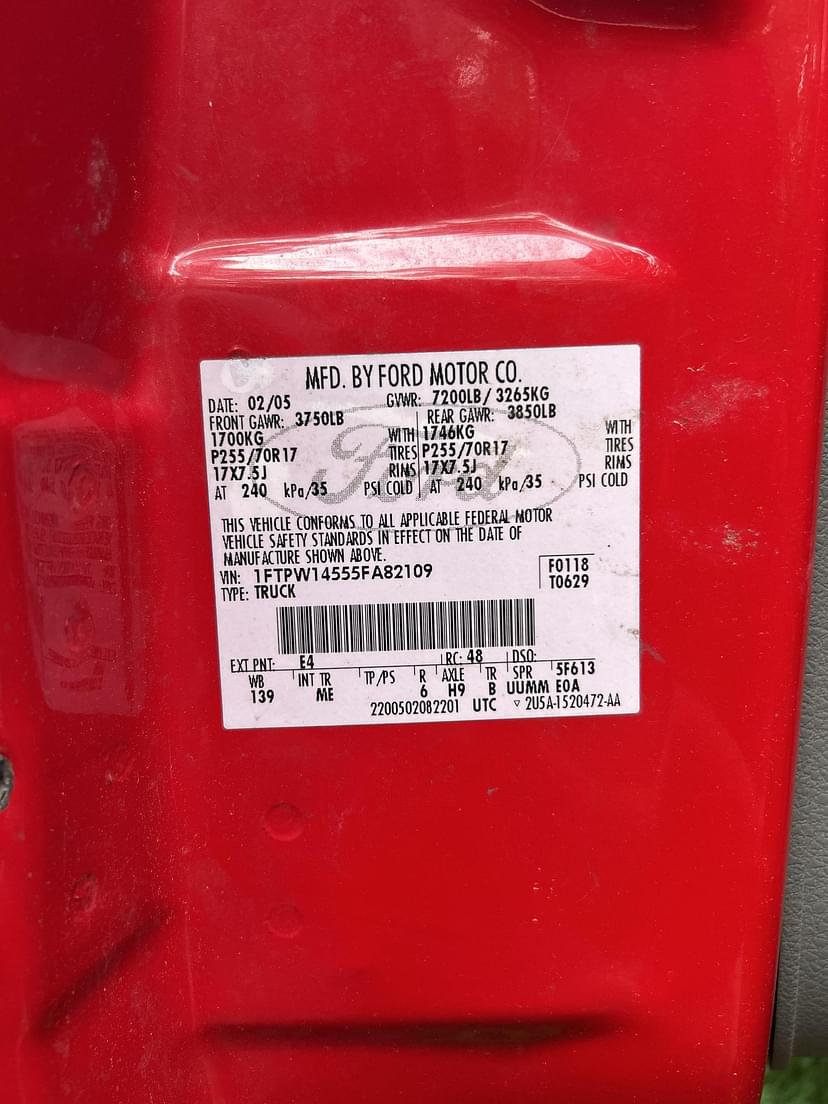 MFD. BY FORD MOTOR CO.
DATE: 02/05 GVWR: 7200LB/ 3265KG
FRONT GAWR: 3750LB REAR GAWR: 3850LB
1700KG WITH 1746KG WITH
P255/70R17 TIRES P255/70R17 TIRES
17X7.5J RIMS 17X7.5J RIMS
AT 240 kPa/35 PSI COLD AT 240 kPa/35 PSI COLD
Ford
THIS VEHICLE CONFORMS TO ALL APPLICABLE FEDERAL MOTOR
VEHICLE SAFETY STANDARDS IN EFFECT ON THE DATE OF
MANUFACTURE SHOWN ABOVE.
VIN: 1FTPW14555FA82109 F0118
TYPE: TRUCK T0629
EXT PNT: E4 RC: 48 DSO:
WB INT TR TP/PS R AXLE TR SPR 5F613
139 ME 6 H9 B UUMM E0A
2200502082201 UTC ▽ 2U5A-1520472-AA